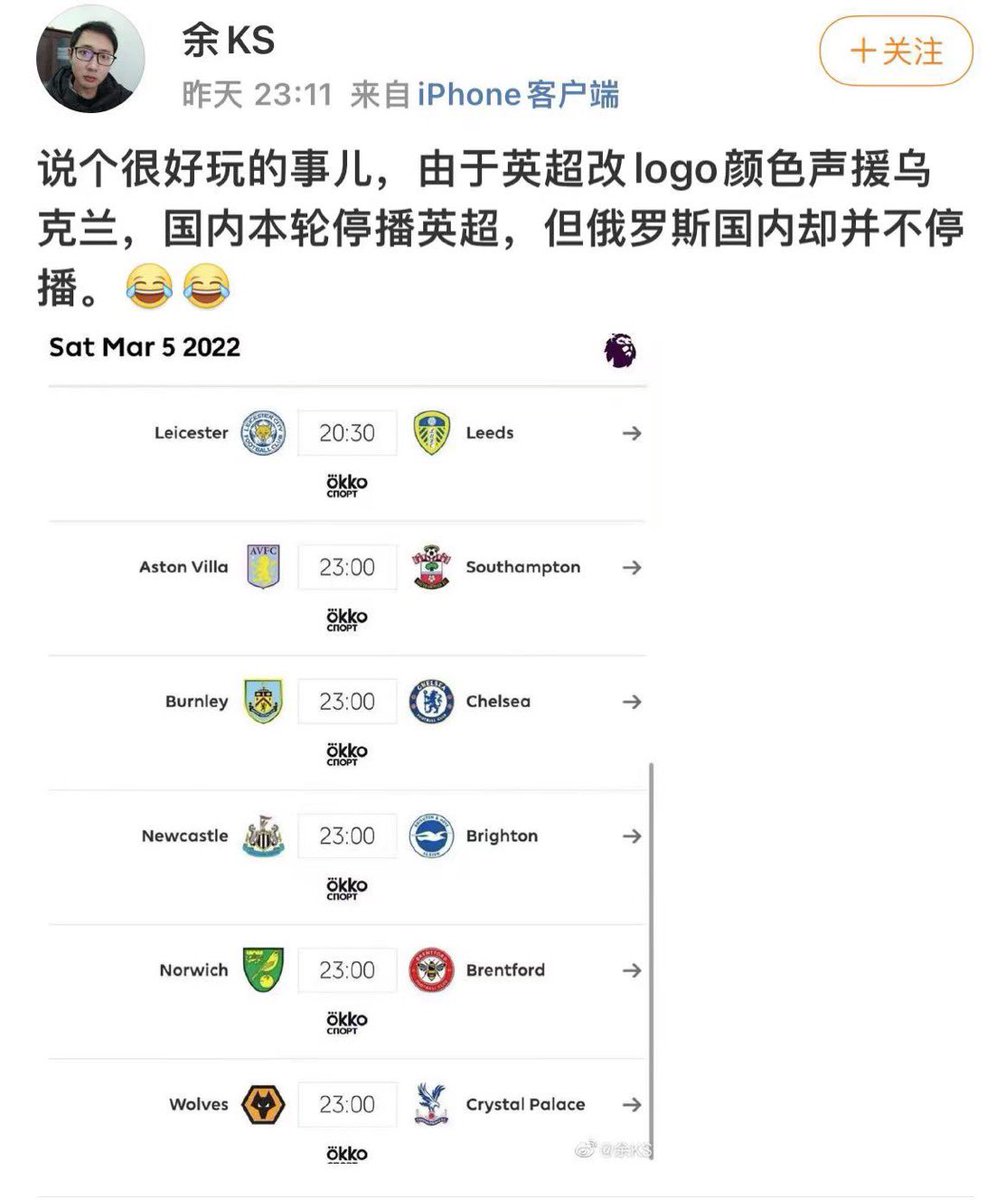 余KS
+关注
昨天 23:11 来自 iPhone客户端
说个很好玩的事儿，由于英超改logo颜色声援乌
克兰，国内本轮停播英超，但俄罗斯国内却并不停
播。😂😂
Sat Mar 5 2022
Leicester 20:30 Leeds
ökko
СПОРТ
AVFC
Aston Villa 23:00 Southampton
ökko
СПОРТ
Burnley 23:00 Chelsea
ökko
СПОРТ
Newcastle 23:00 Brighton
ökko
СПОРТ
Norwich 23:00 Brentford
ökko
СПОРТ
Wolves 23:00 Crystal Palace
ökko
СПОРТ
@余KS